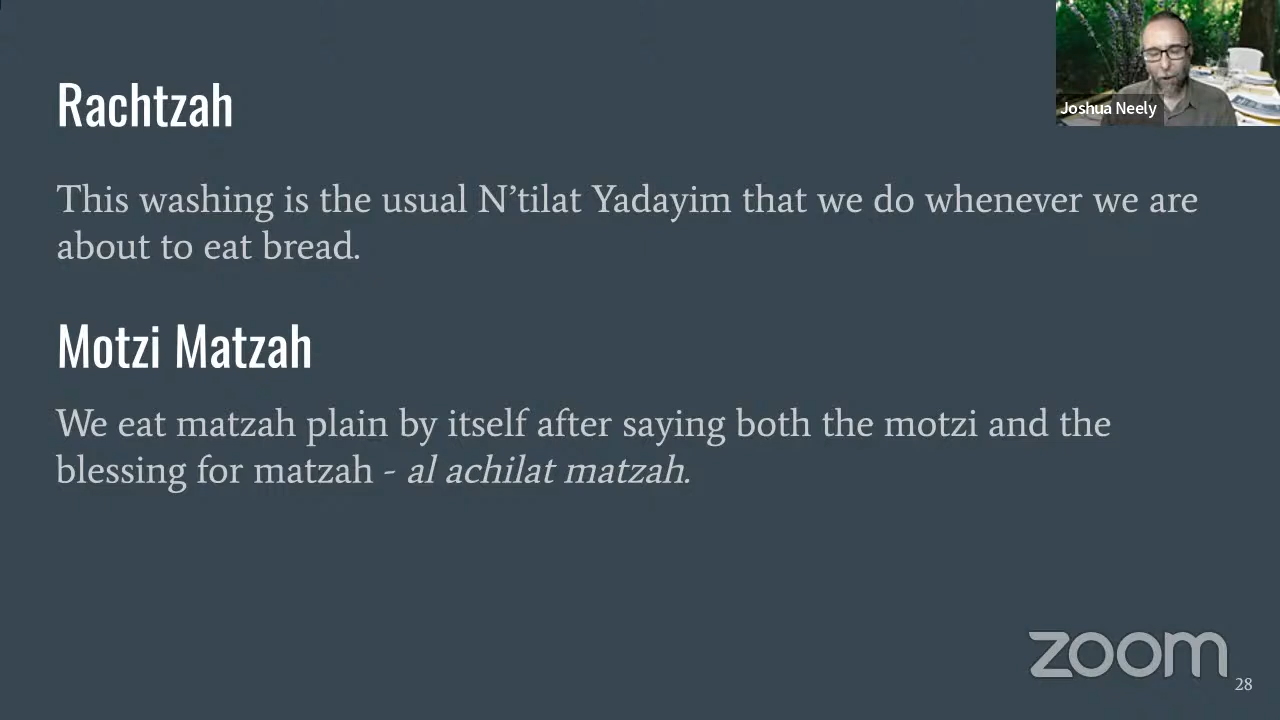 Rachtzah
Joshua Neely
This washing is the usual N’tilat Yadayim that we do whenever we are
about to eat bread.
Motzi Matzah
We eat matzah plain by itself after saying both the motzi and the
blessing for matzah - al achilat matzah.
zoom
28